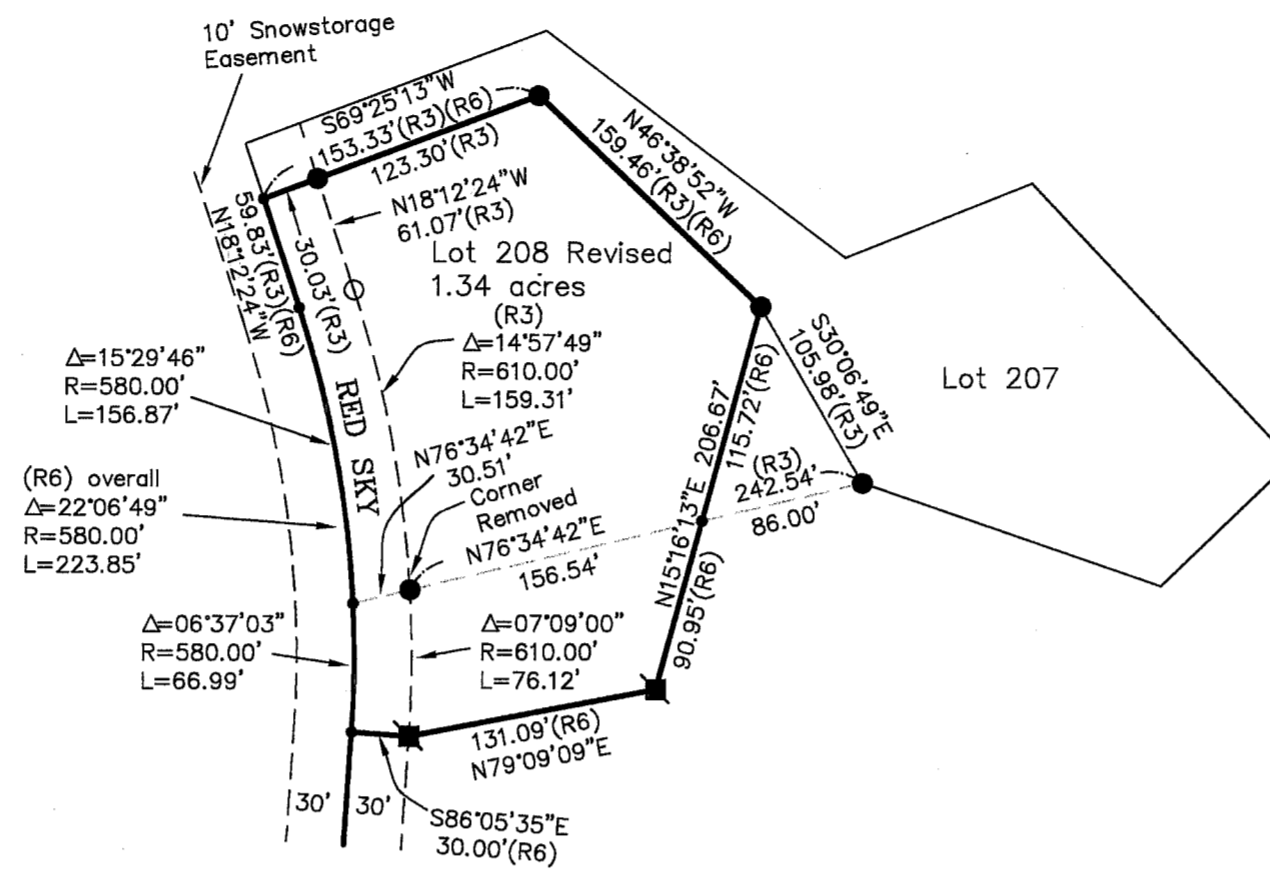 10' Snowstorage
Easement
S69°25'13"W
153.33'(R3)(R6)
123.30'(R3)
N46°38'52"W
159.46'(R3)(R6)
N18°12'24"W
61.07'(R3)
59.83'(R3)(R6)
N18°12'24"W
30.03'(R3)
Lot 208 Revised
1.34 acres
(R3)
Δ=15°29'46"
R=580.00'
L=156.87'
RED SKY
Δ=14°57'49"
R=610.00'
L=159.31'
S30°06'49"E
105.98'(R3)
Lot 207
N76°34'42"E
30.51'
Corner
Removed
N15°16'13"E 206.67'
115.72'(R6)
90.95'(R6)
(R3)
242.54'
86.00'
(R6) overall
Δ=22°06'49"
R=580.00'
L=223.85'
N76°34'42"E
156.54'
Δ=06°37'03"
R=580.00'
L=66.99'
Δ=07°09'00"
R=610.00'
L=76.12'
131.09'(R6)
N79°09'09"E
30'
30'
S86°05'35"E
30.00'(R6)